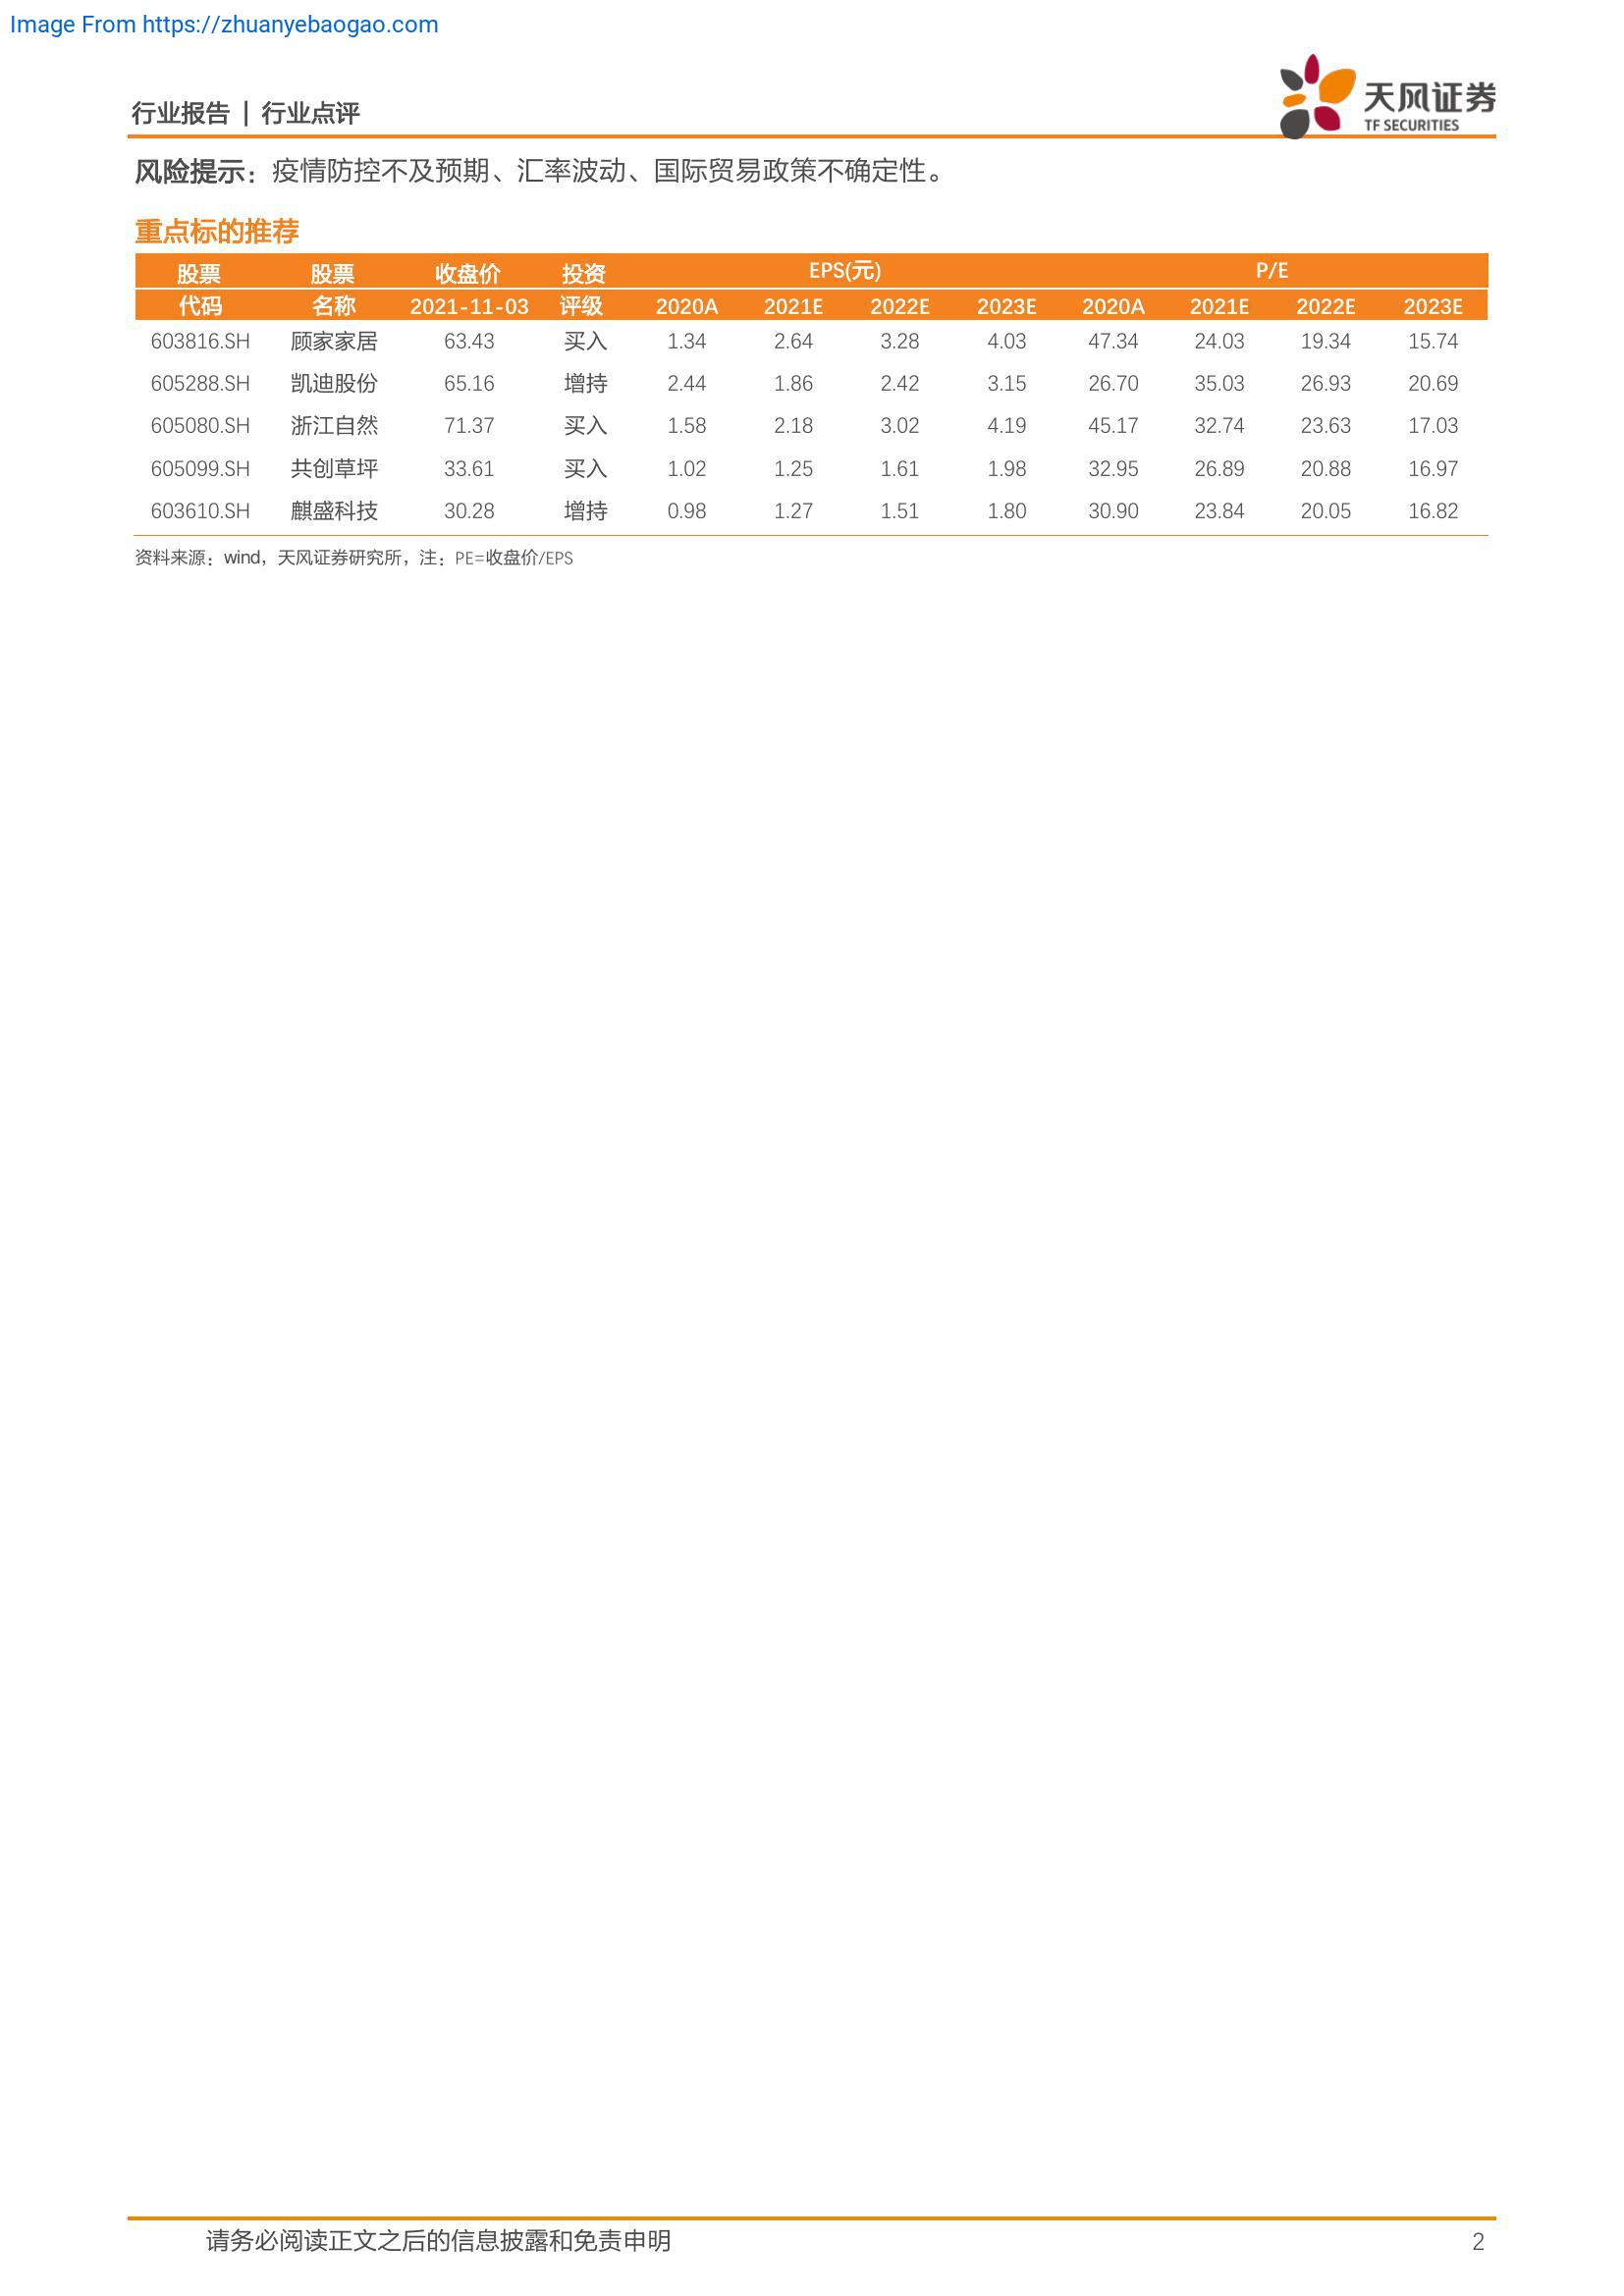 Image From https://zhuanyebaogao.com
行业报告 | 行业点评
天风证券
TF SECURITIES
风险提示：疫情防控不及预期、汇率波动、国际贸易政策不确定性。
重点标的推荐
股票 股票 收盘价 投资 EPS(元) P/E
代码 名称 2021-11-03 评级 2020A 2021E 2022E 2023E 2020A 2021E 2022E 2023E
603816.SH 顾家家居 63.43 买入 1.34 2.64 3.28 4.03 47.34 24.03 19.34 15.74
605288.SH 凯迪股份 65.16 增持 2.44 1.86 2.42 3.15 26.70 35.03 26.93 20.69
605080.SH 浙江自然 71.37 买入 1.58 2.18 3.02 4.19 45.17 32.74 23.63 17.03
605099.SH 共创草坪 33.61 买入 1.02 1.25 1.61 1.98 32.95 26.89 20.88 16.97
603610.SH 麒盛科技 30.28 增持 0.98 1.27 1.51 1.80 30.90 23.84 20.05 16.82
资料来源：wind，天风证券研究所，注：PE=收盘价/EPS
请务必阅读正文之后的信息披露和免责申明 2